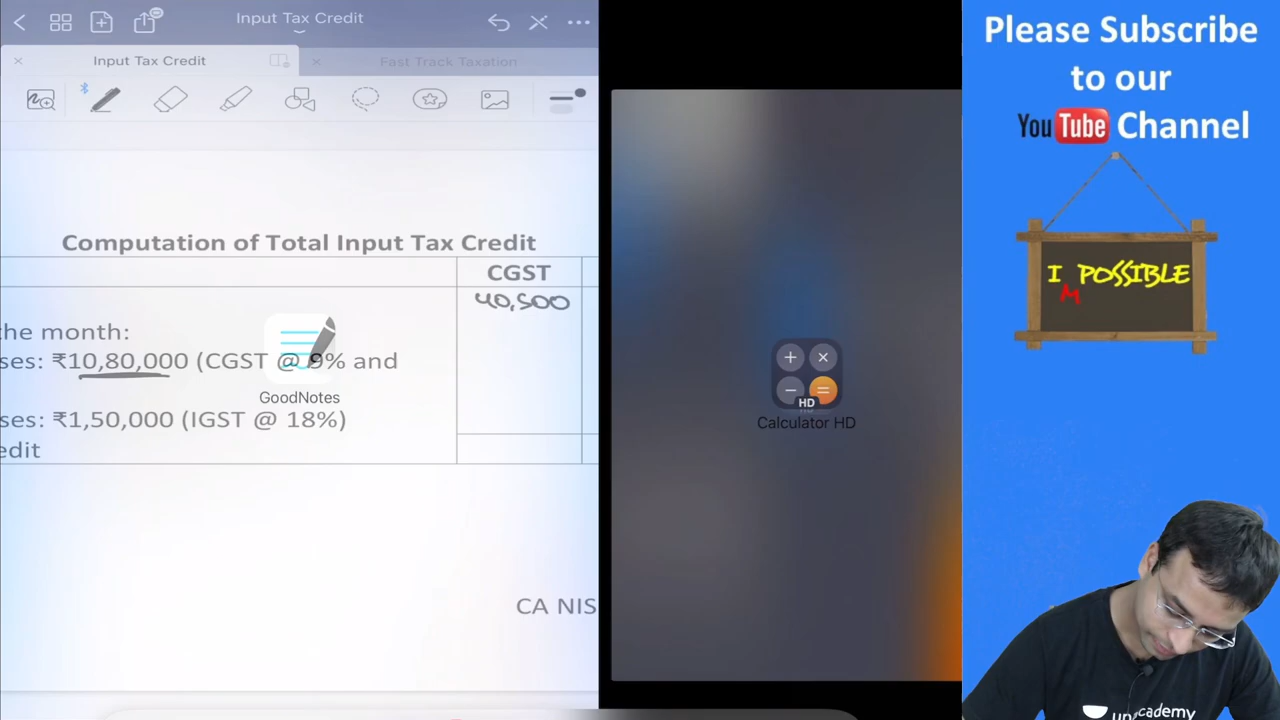 Input Tax Credit
Input Tax Credit
Fast Track Taxation
Computation of Total Input Tax Credit
CGST
40,500
the month:
ses: ₹10,80,000 (CGST @ 9% and
GoodNotes
ses: ₹1,50,000 (IGST @ 18%)
edit
CA NIS
HD
Calculator HD
Please Subscribe
to our
YouTube Channel
I POSSIBLE
M
unacademy